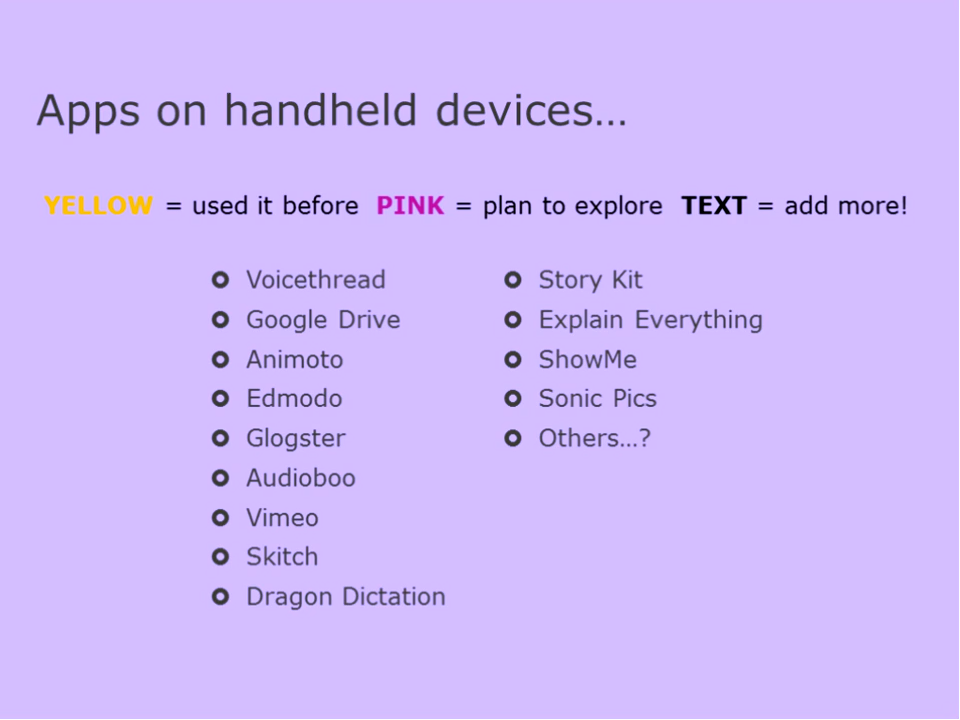 Apps on handheld devices…
YELLOW = used it before PINK = plan to explore TEXT = add more!
Voicethread
Google Drive
Animoto
Edmodo
Glogster
Audioboo
Vimeo
Skitch
Dragon Dictation
Story Kit
Explain Everything
ShowMe
Sonic Pics
Others…?